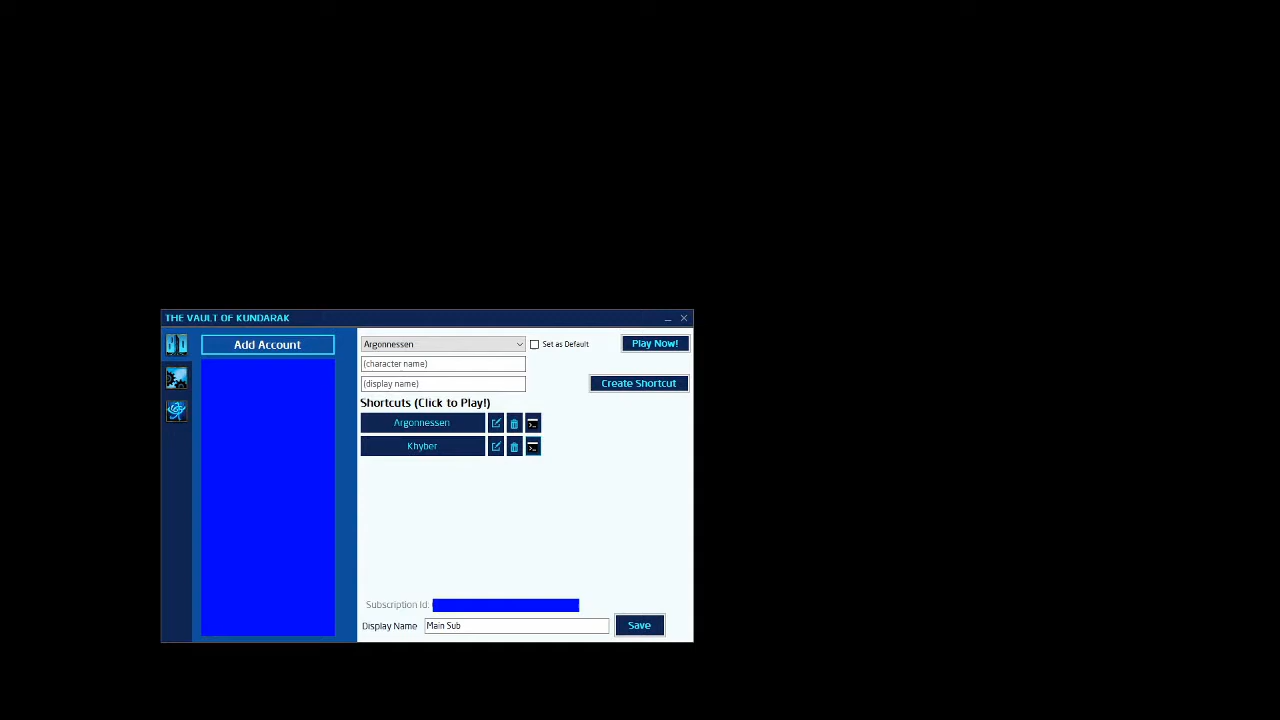 THE VAULT OF KUNDARAK
Add Account
Argonnessen
Set as Default
Play Now!
(character name)
(display name)
Create Shortcut
Shortcuts (Click to Play!)
Argonnessen
Khyber
Subscription Id:
Display Name
Main Sub
Save